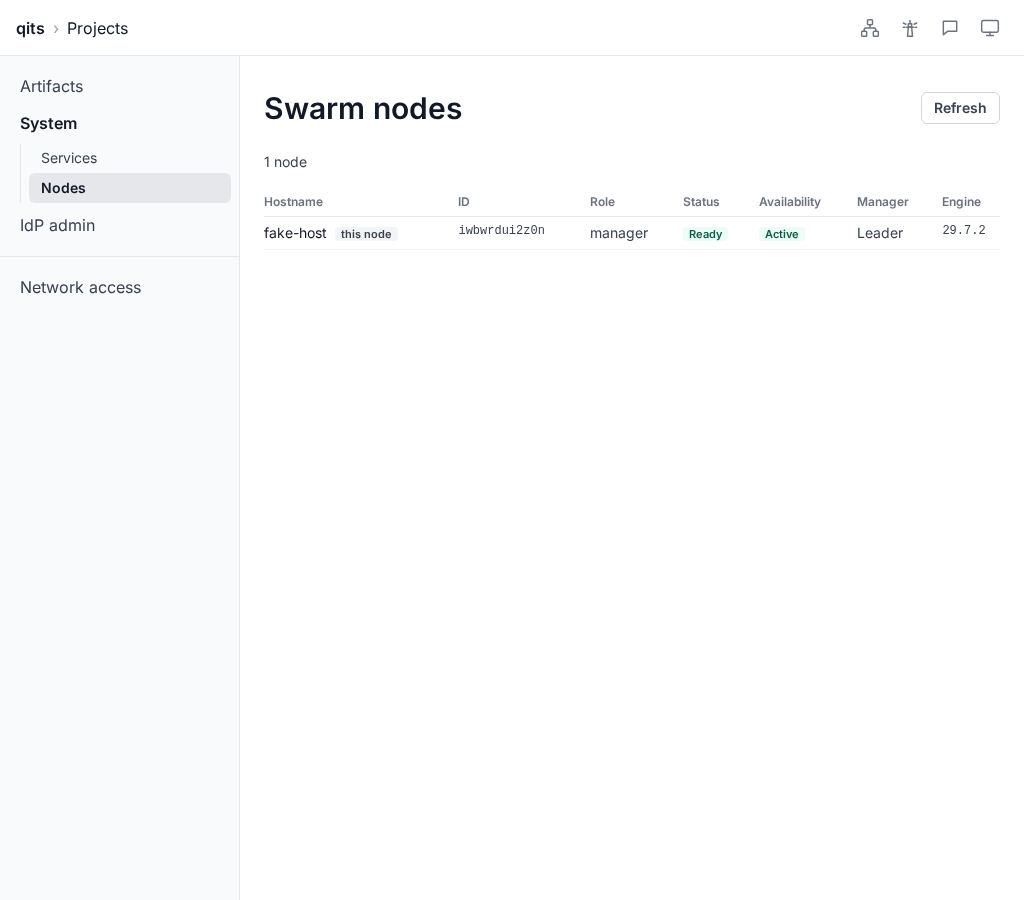 qits › Projects
Artifacts
System
Services
Nodes
IdP admin
Network access
Swarm nodes
Refresh
1 node
Hostname ID Role Status Availability Manager Engine
fake-host this node iwbwrdui2z0n manager Ready Active Leader 29.7.2